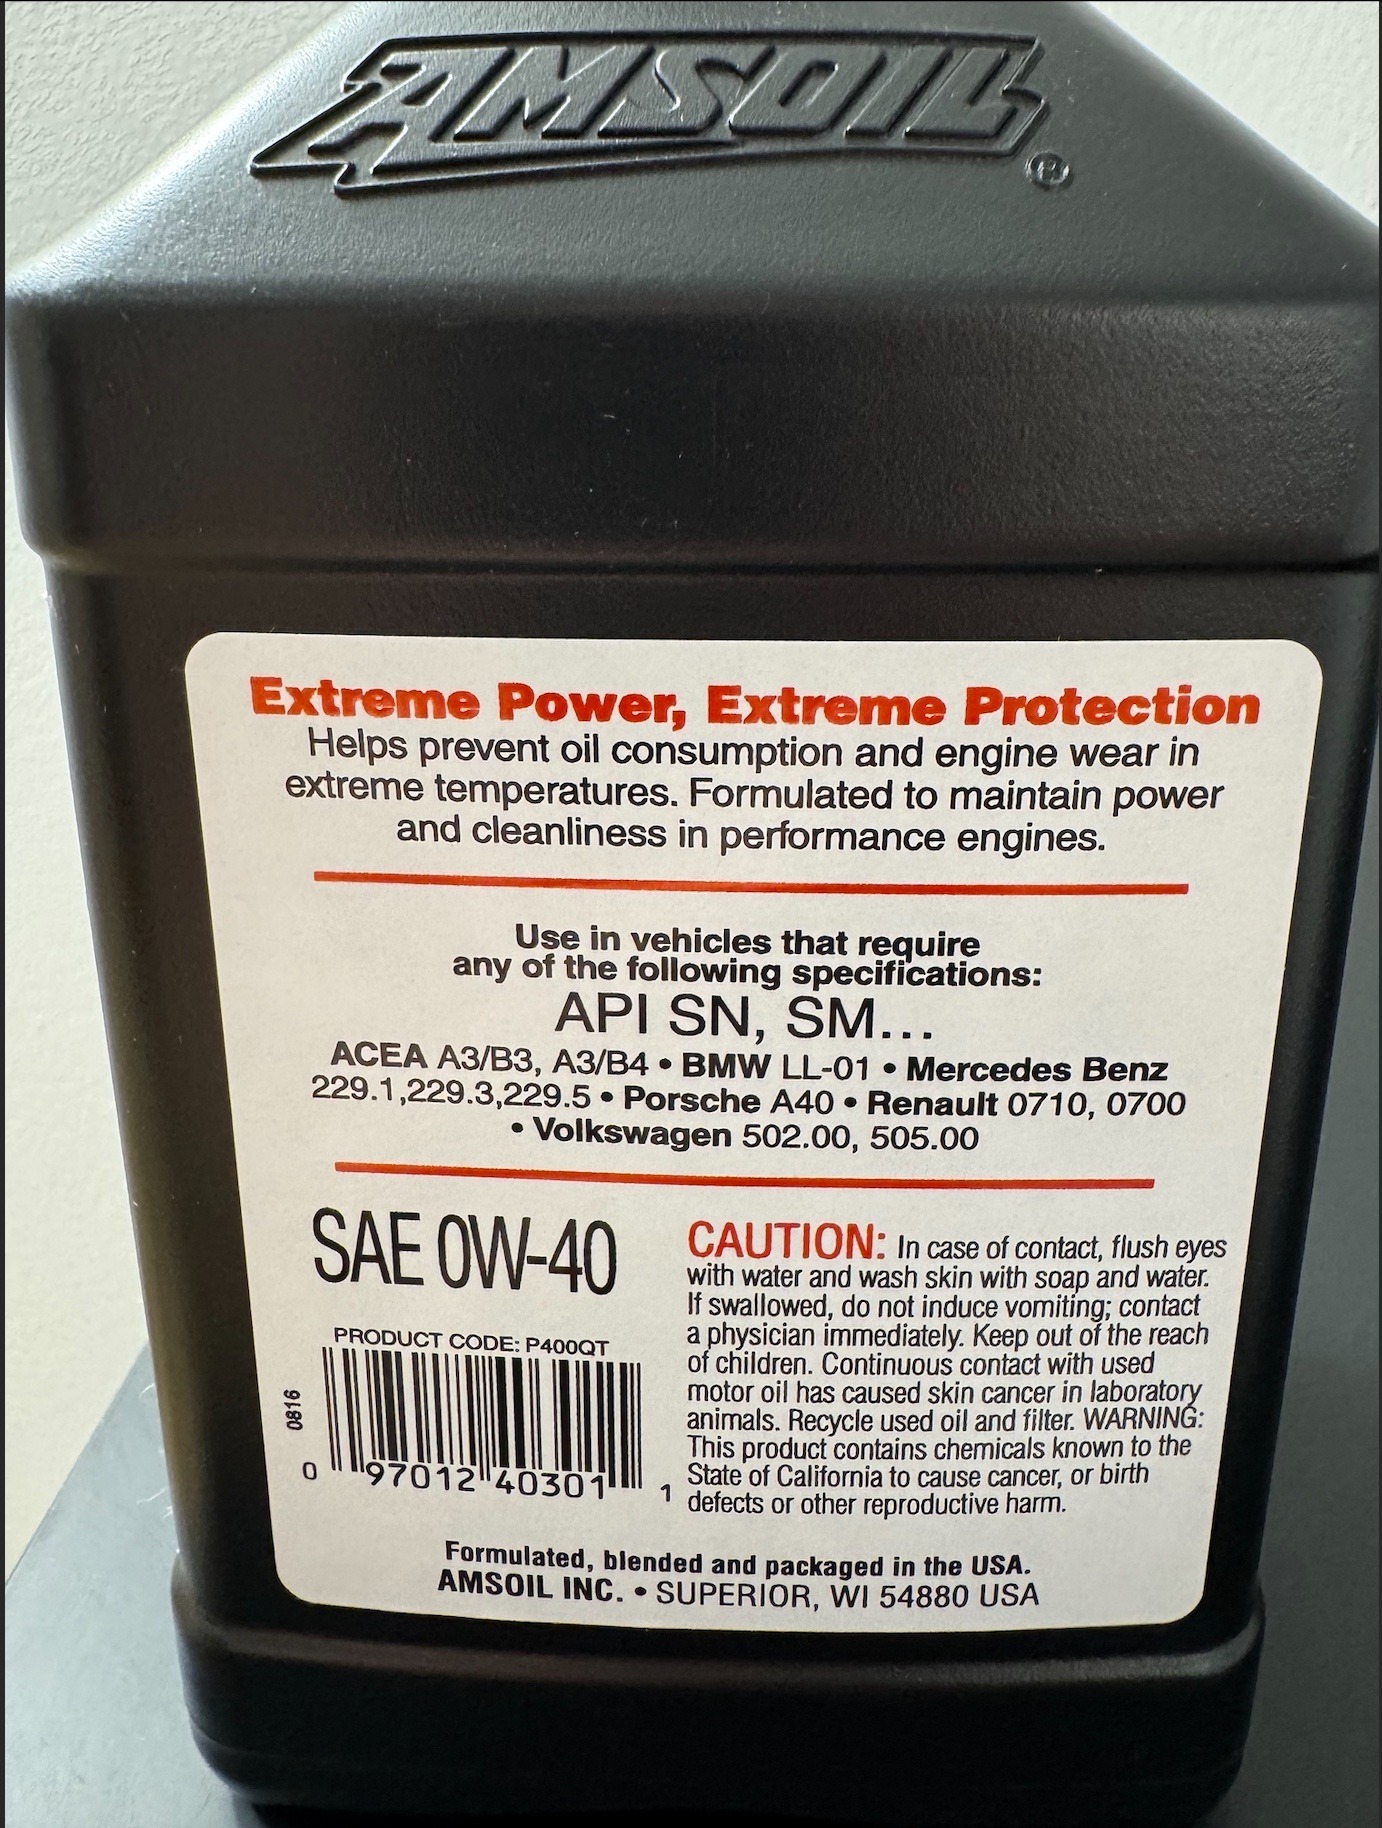 AMSOIL®
Extreme Power, Extreme Protection
Helps prevent oil consumption and engine wear in
extreme temperatures. Formulated to maintain power
and cleanliness in performance engines.
Use in vehicles that require
any of the following specifications:
API SN, SM...
ACEA A3/B3, A3/B4 • BMW LL-01 • Mercedes Benz
229.1,229.3,229.5 • Porsche A40 • Renault 0710, 0700
• Volkswagen 502.00, 505.00
SAE 0W-40
PRODUCT CODE: P400QT
0816
0 97012 40301 1
CAUTION: In case of contact, flush eyes
with water and wash skin with soap and water.
If swallowed, do not induce vomiting; contact
a physician immediately. Keep out of the reach
of children. Continuous contact with used
motor oil has caused skin cancer in laboratory
animals. Recycle used oil and filter. WARNING:
This product contains chemicals known to the
State of California to cause cancer, or birth
defects or other reproductive harm.
Formulated, blended and packaged in the USA.
AMSOIL INC. • SUPERIOR, WI 54880 USA